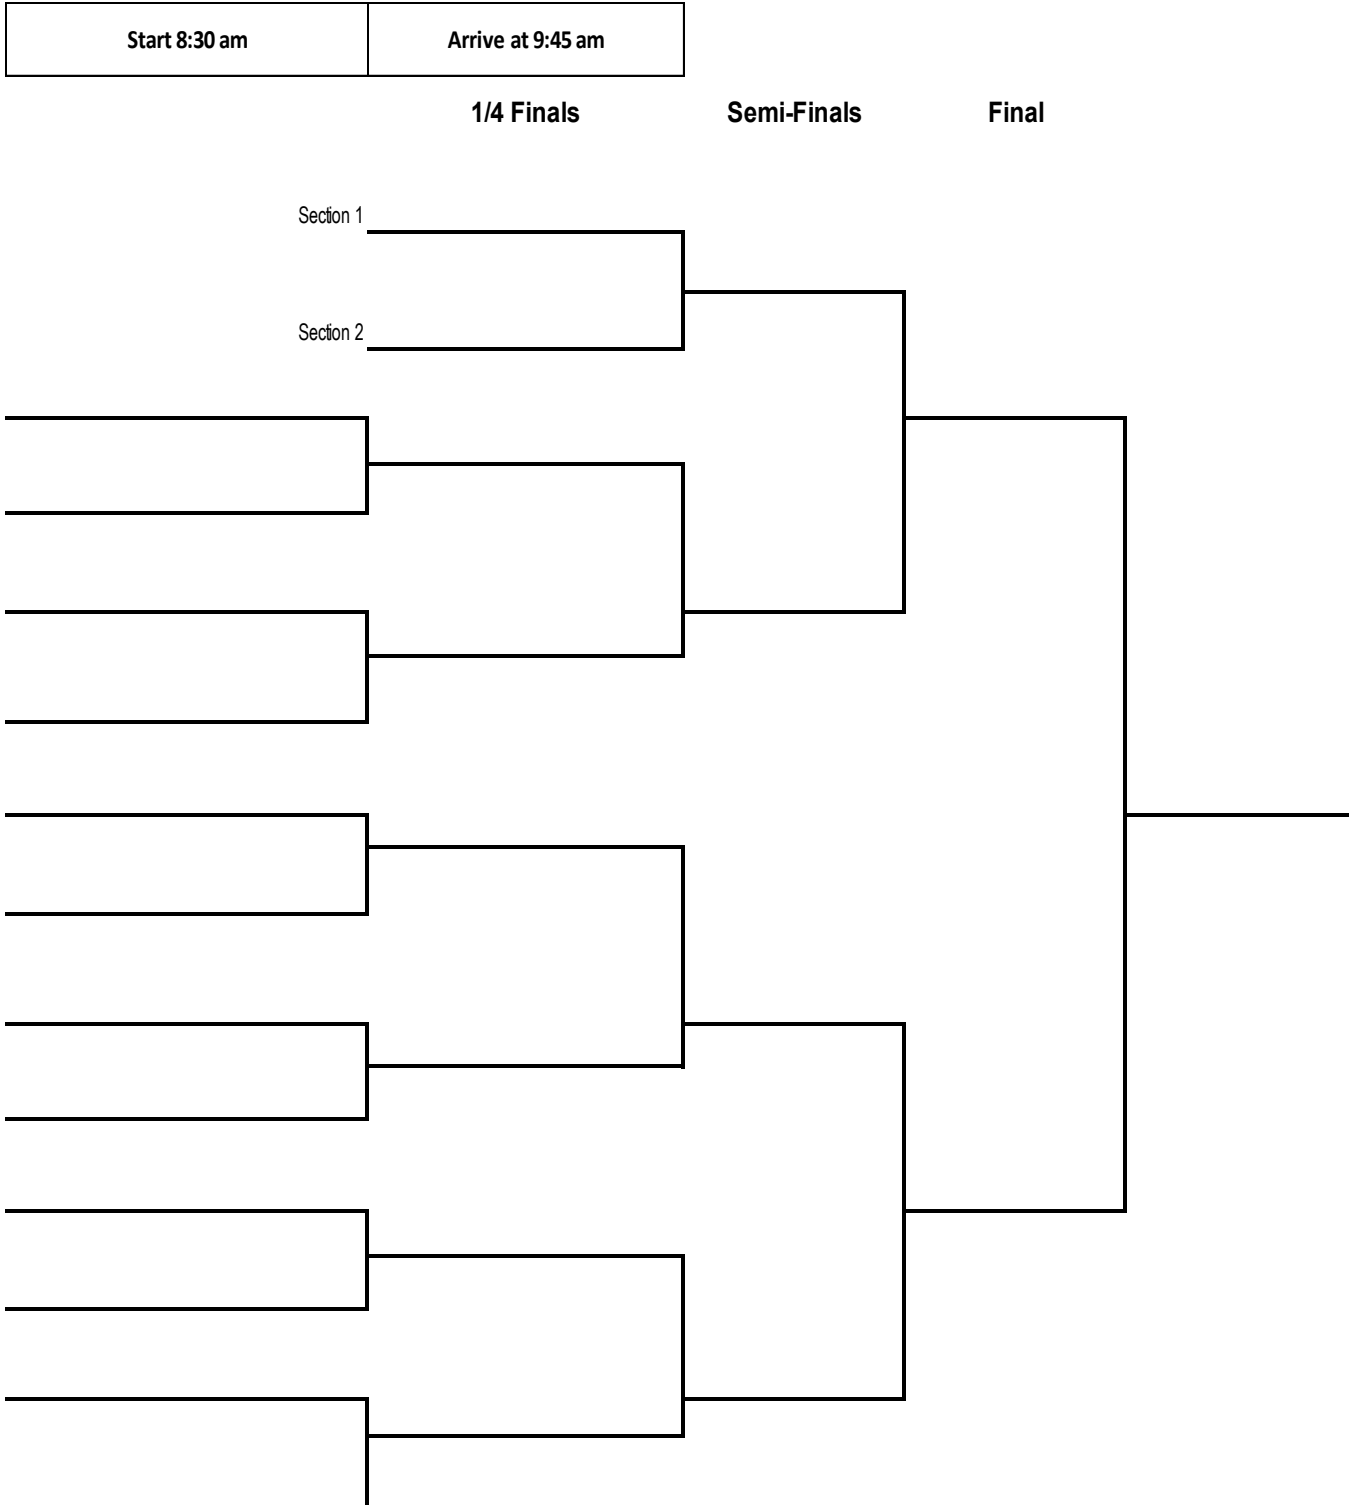 Start 8:30 am Arrive at 9:45 am
1/4 Finals Semi-Finals Final
Section 1
Section 2